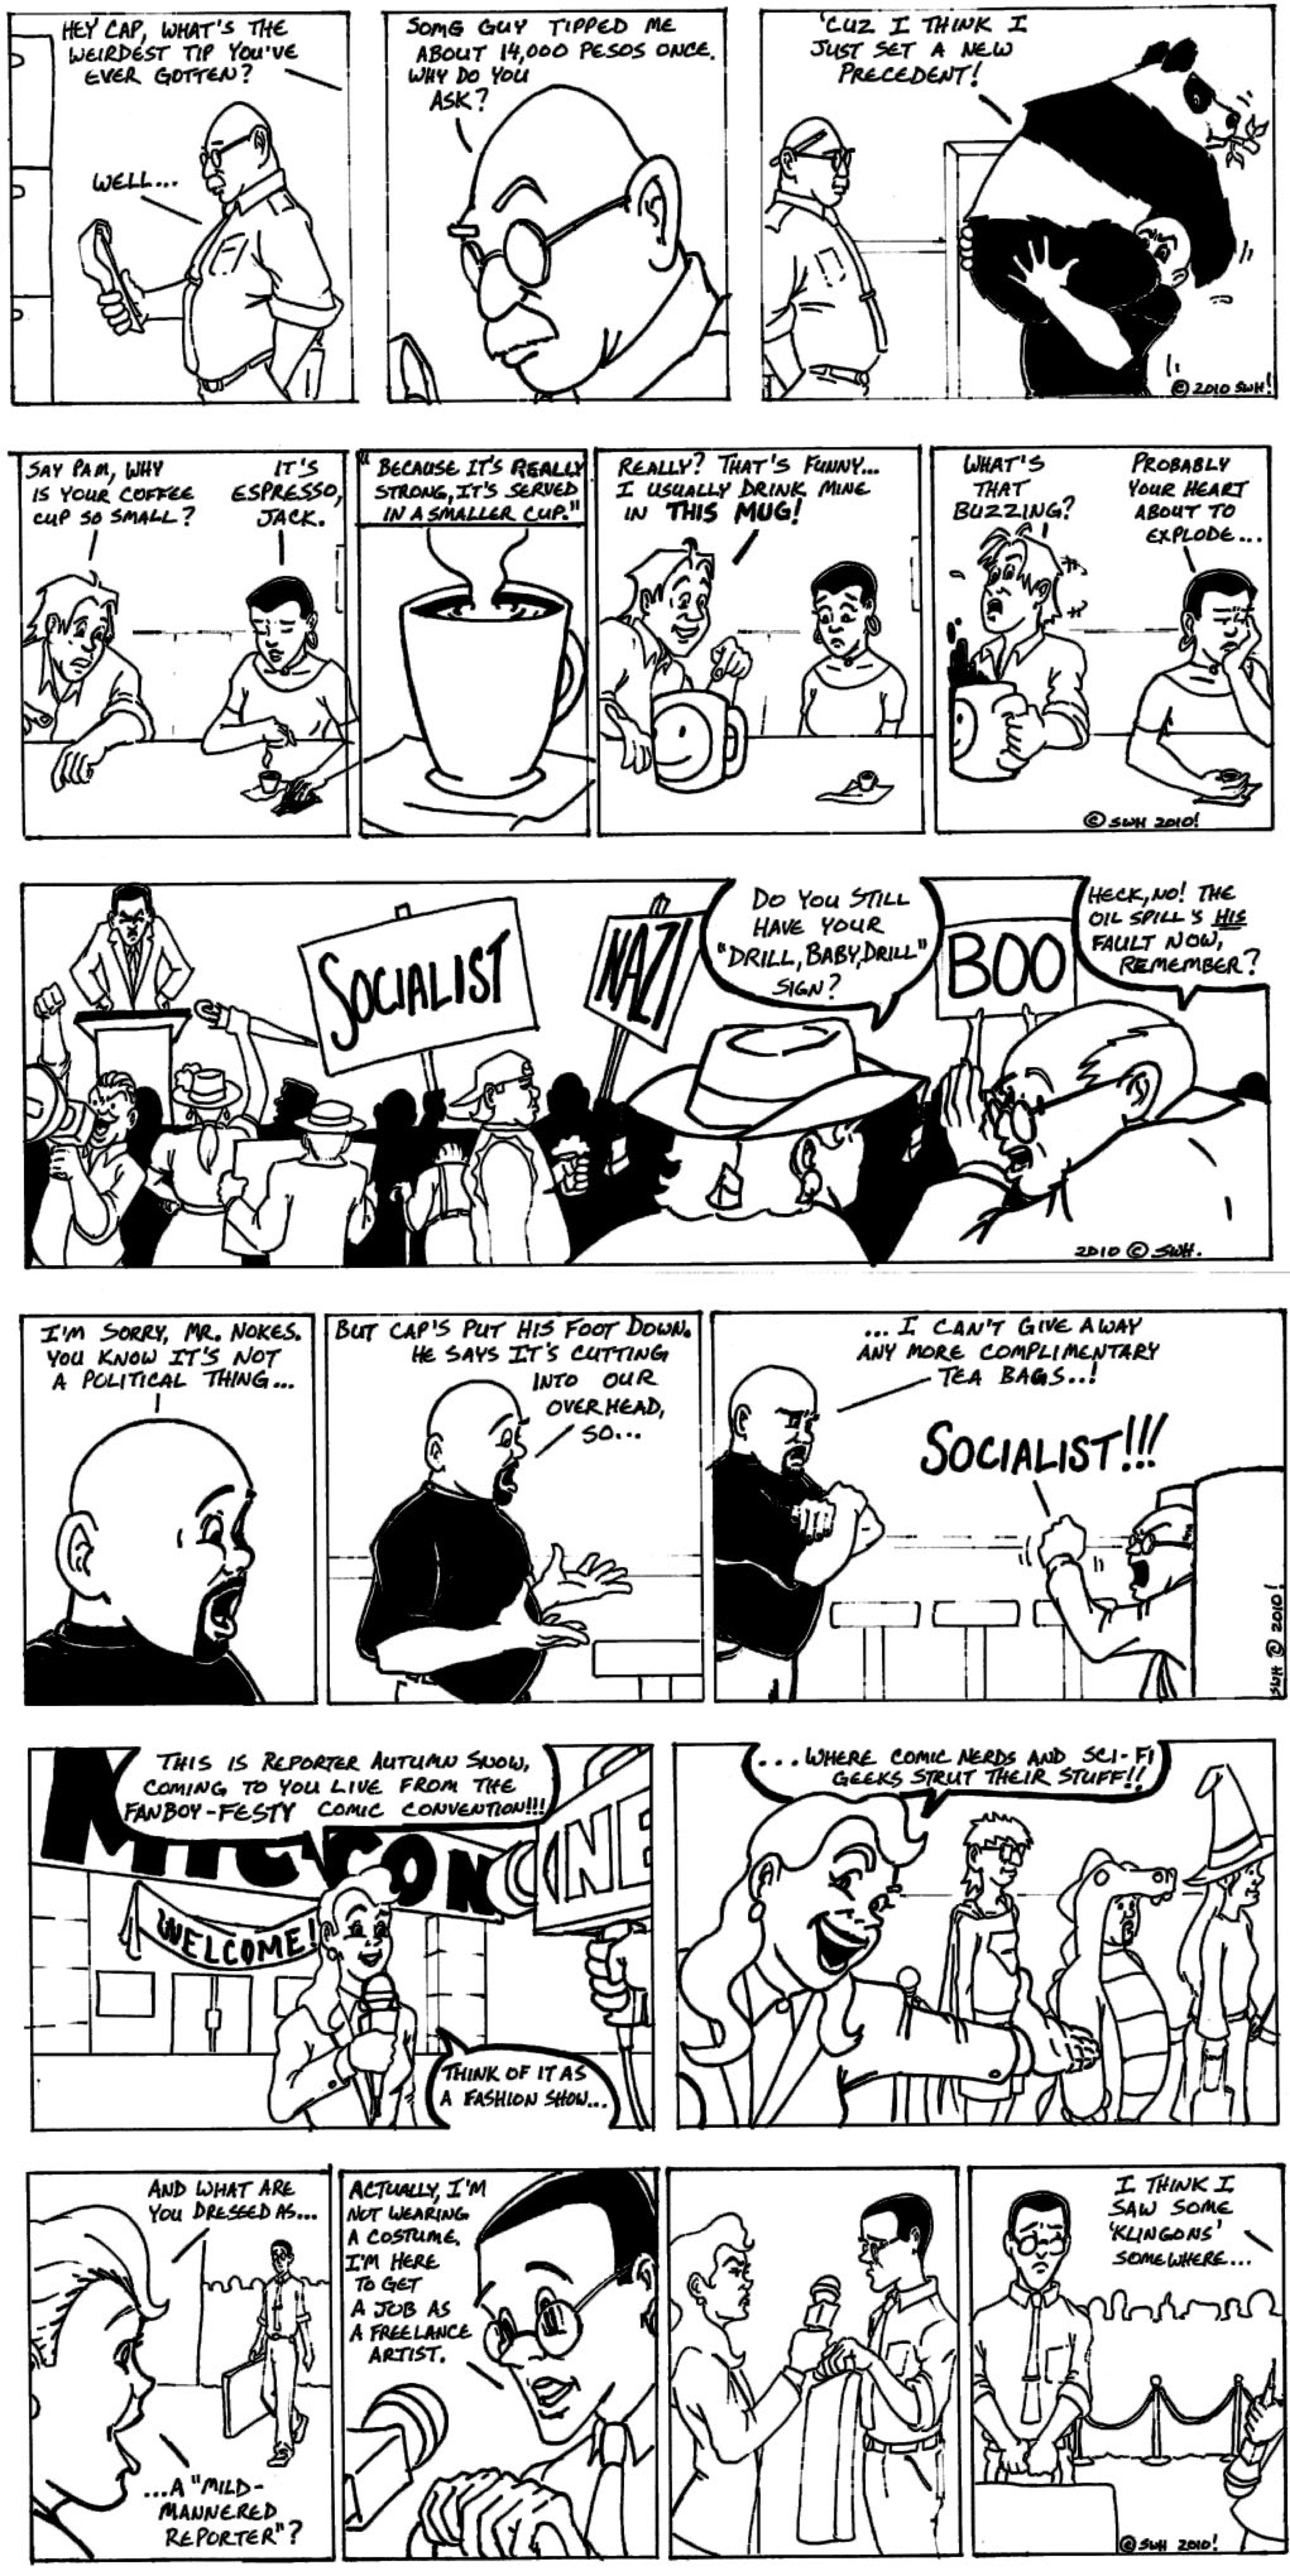 HEY CAP, WHAT'S THE
WEIRDEST TIP YOU'VE
EVER GOTTEN?
WELL...
SOME GUY TIPPED ME
ABOUT 14,000 PESOS ONCE.
WHY DO YOU
ASK?
'CUZ I THINK I
JUST SET A NEW
PRECEDENT!
© 2010 SWH!
SAY PAM, WHY
IS YOUR COFFEE
CUP SO SMALL?
IT'S
ESPRESSO,
JACK.
"BECAUSE IT'S REALLY
STRONG, IT'S SERVED
IN A SMALLER CUP."
REALLY? THAT'S FUNNY...
I USUALLY DRINK MINE
IN THIS MUG!
WHAT'S
THAT
BUZZING?
PROBABLY
YOUR HEART
ABOUT TO
EXPLODE...
© SWH 2010!
SOCIALIST
NAZI
DO YOU STILL
HAVE YOUR
"DRILL, BABY, DRILL"
SIGN?
BOO
HECK, NO! THE
OIL SPILL'S HIS
FAULT NOW,
REMEMBER?
2010 © SWH.
I'M SORRY, MR. NOKES.
YOU KNOW IT'S NOT
A POLITICAL THING...
BUT CAP'S PUT HIS FOOT DOWN.
HE SAYS IT'S CUTTING
INTO OUR
OVERHEAD,
SO...
...I CAN'T GIVE AWAY
ANY MORE COMPLIMENTARY
TEA BAGS..!
SOCIALIST!!!
SWH © 2010!
THIS IS REPORTER AUTUMN SNOW,
COMING TO YOU LIVE FROM THE
FANBOY-FESTY COMIC CONVENTION!!!
MIC CON
NE
WELCOME!
THINK OF IT AS
A FASHION SHOW...
...WHERE COMIC NERDS AND SCI-FI
GEEKS STRUT THEIR STUFF!!
AND WHAT ARE
YOU DRESSED AS...
...A "MILD-
MANNERED
REPORTER"?
ACTUALLY, I'M
NOT WEARING
A COSTUME.
I'M HERE
TO GET
A JOB AS
A FREELANCE
ARTIST.
I THINK I
SAW SOME
'KLINGONS'
SOMEWHERE...
© SWH 2010!